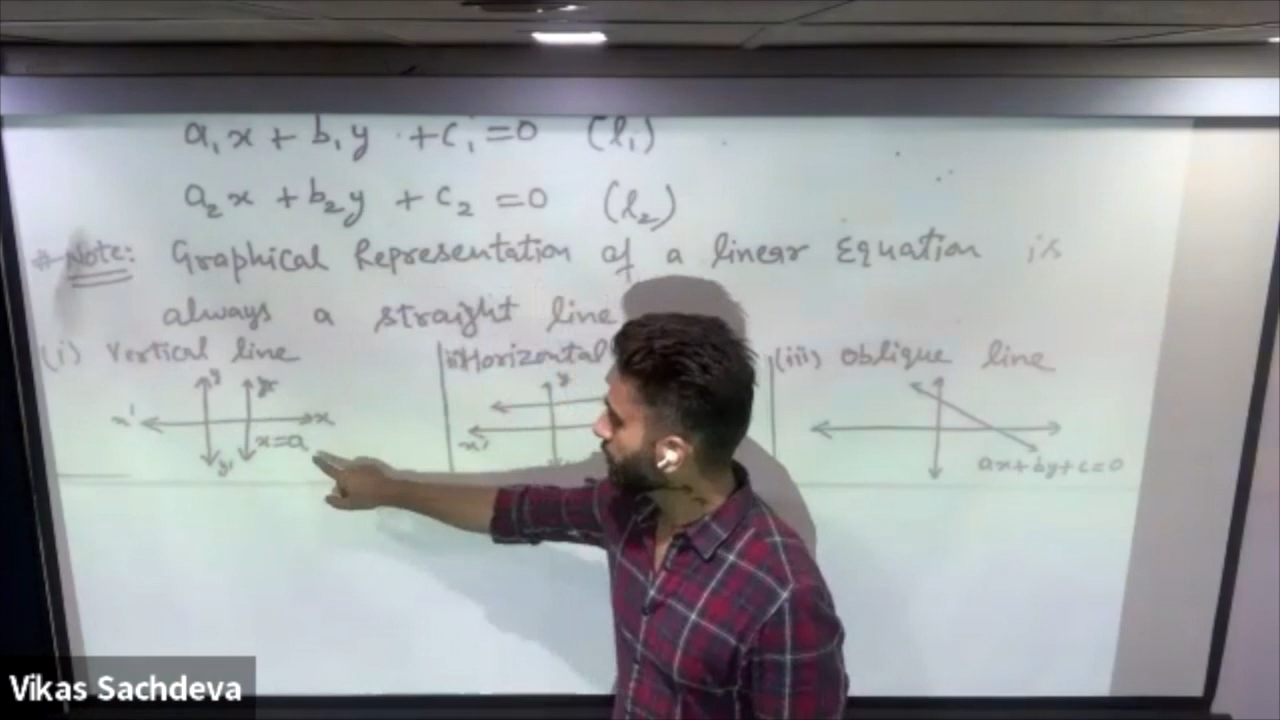 a₁x + b₁y + c₁ = 0 (l₁)
a₂x + b₂y + c₂ = 0 (l₂)
# Note: Graphical Representation of a linear Equation is
always a straight line
(i) Vertical line
ii) Horizontal
(iii) Oblique line
y
x'
x
x=a
y'
y
x'
ax+by+c=0
Vikas Sachdeva